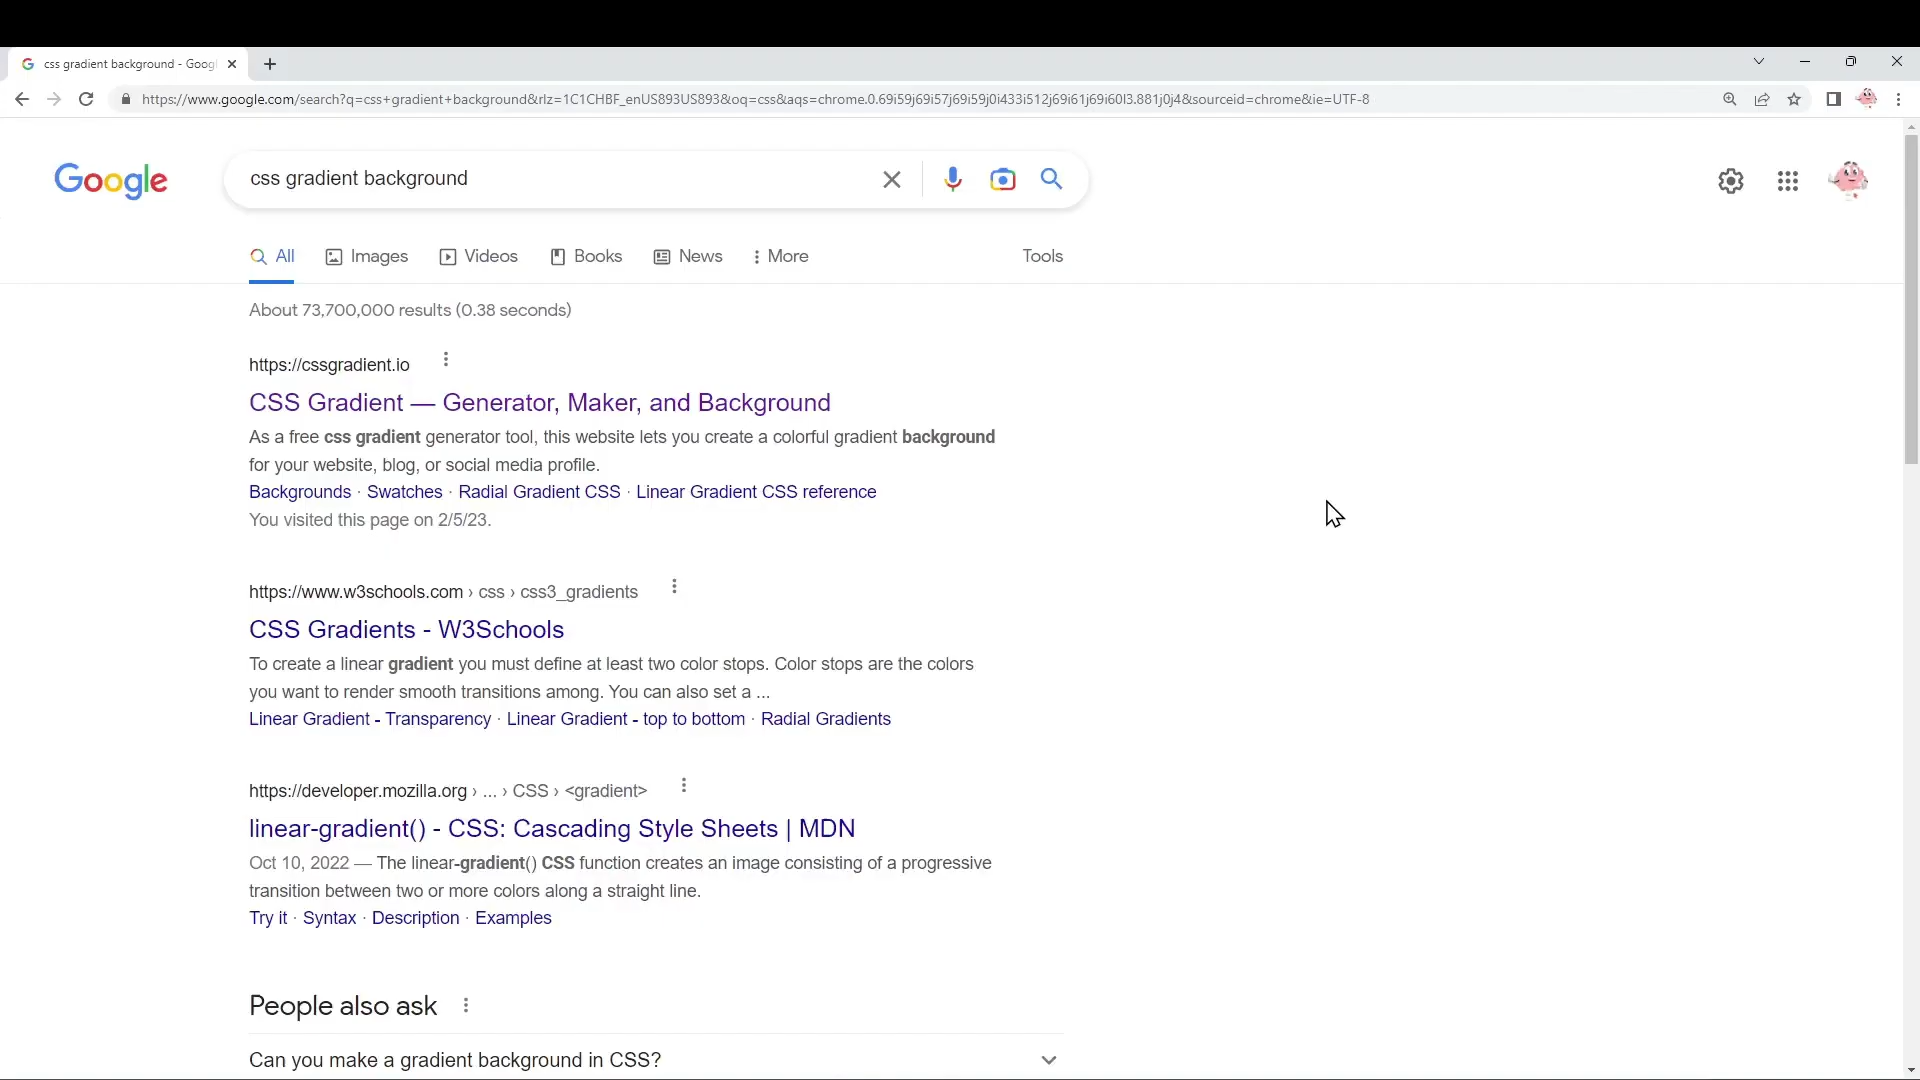 css gradient background - Googl
https://www.google.com/search?q=css+gradient+background&rlz=1C1CHBF_enUS893US893&oq=css&aqs=chrome.0.69i59j69i57j69i59j0i433i512j69i61j69i60l3.881j0j4&sourceid=chrome&ie=UTF-8
Google
css gradient background
All
Images
Videos
Books
News
More
Tools
About 73,700,000 results (0.38 seconds)
https://cssgradient.io
CSS Gradient — Generator, Maker, and Background
As a free css gradient generator tool, this website lets you create a colorful gradient background
for your website, blog, or social media profile.
Backgrounds · Swatches · Radial Gradient CSS · Linear Gradient CSS reference
You visited this page on 2/5/23.
https://www.w3schools.com › css › css3_gradients
CSS Gradients - W3Schools
To create a linear gradient you must define at least two color stops. Color stops are the colors
you want to render smooth transitions among. You can also set a ...
Linear Gradient - Transparency · Linear Gradient - top to bottom · Radial Gradients
https://developer.mozilla.org › ... › CSS › <gradient>
linear-gradient() - CSS: Cascading Style Sheets | MDN
Oct 10, 2022 — The linear-gradient() CSS function creates an image consisting of a progressive
transition between two or more colors along a straight line.
Try it · Syntax · Description · Examples
People also ask
Can you make a gradient background in CSS?